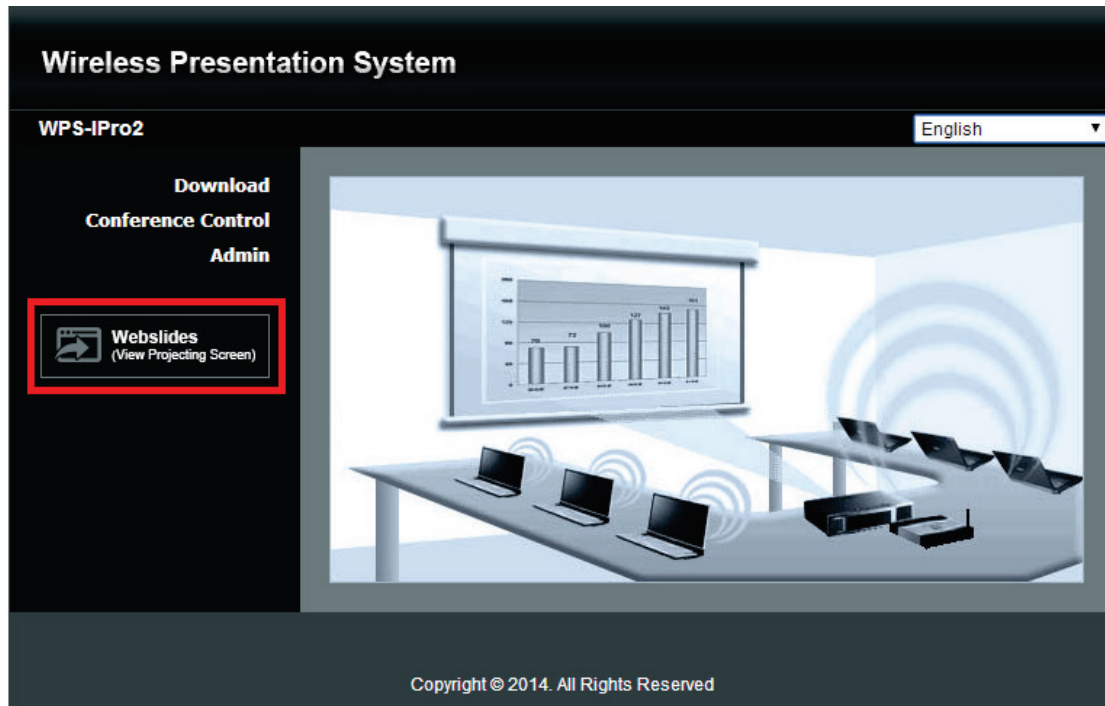 Wireless Presentation System
WPS-IPro2
English
Download
Conference Control
Admin
Webslides
(View Projecting Screen)
Copyright © 2014. All Rights Reserved